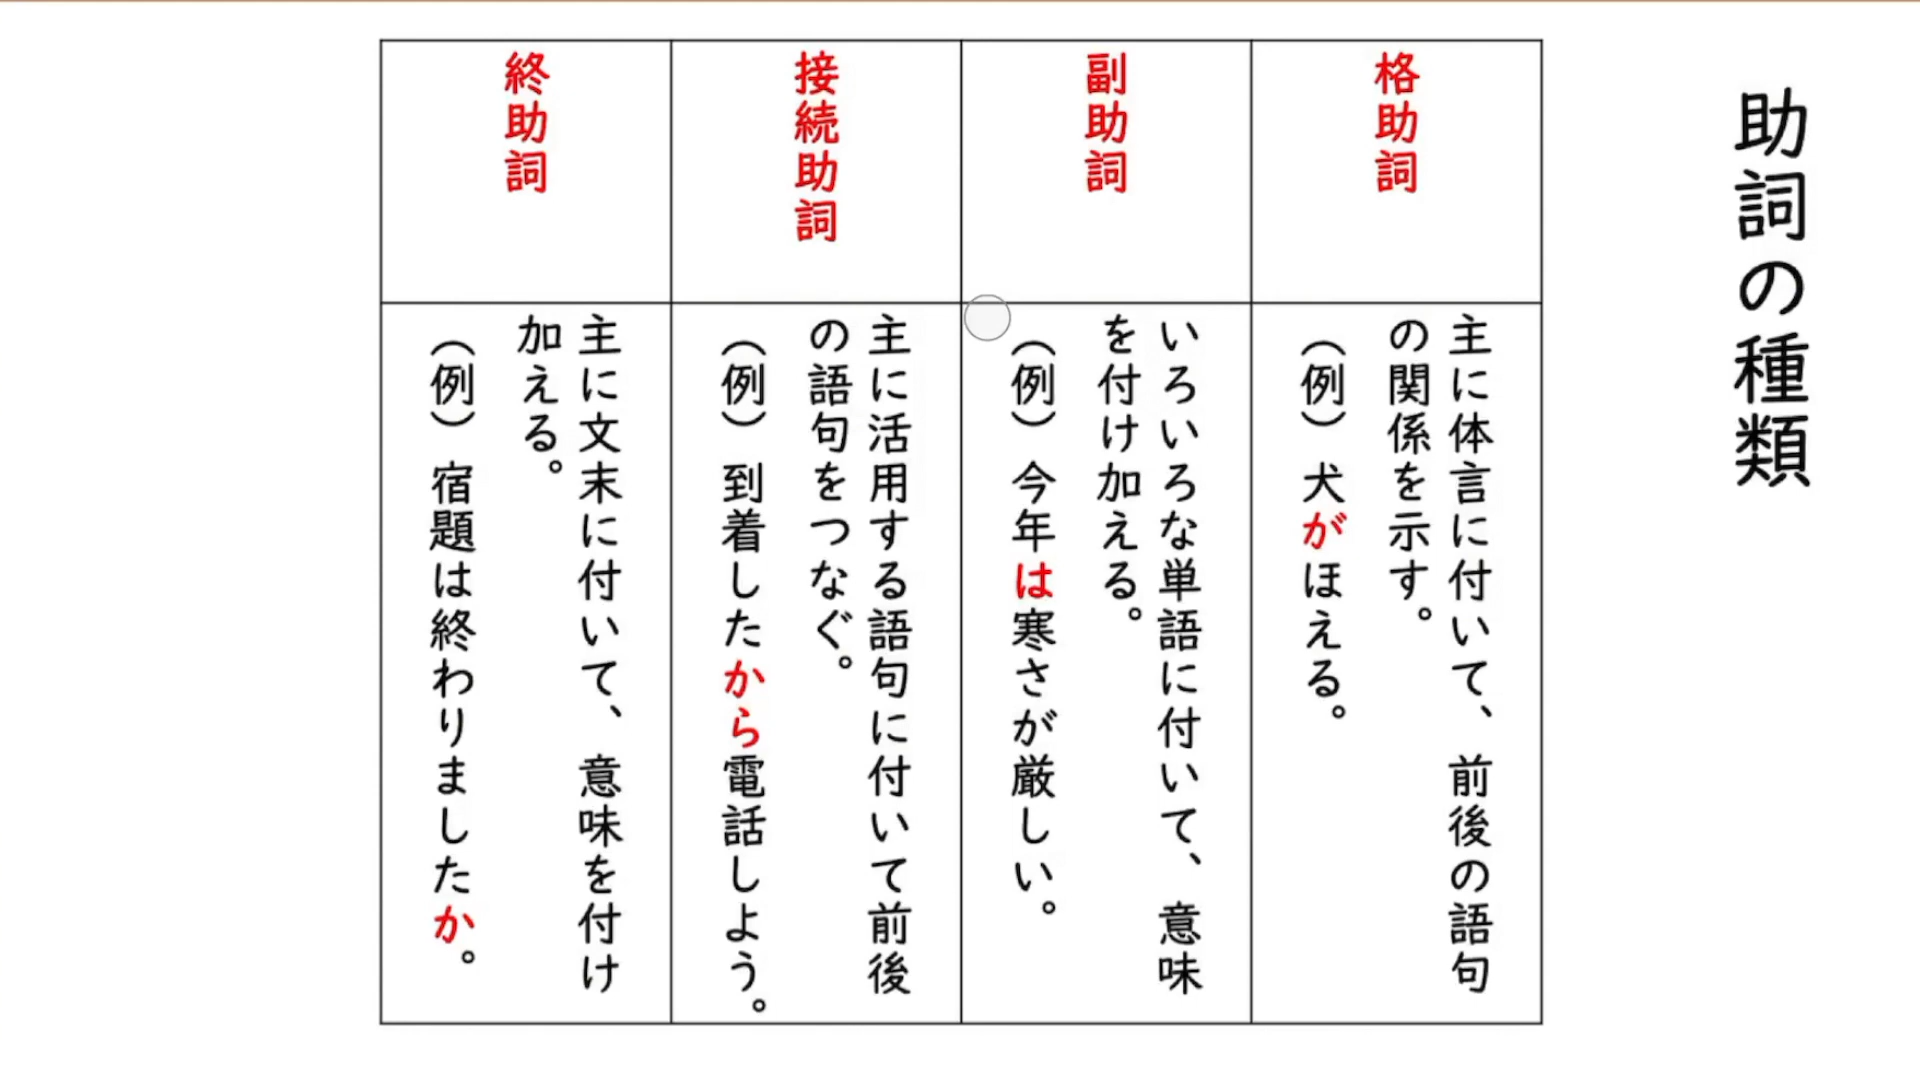 助詞の種類
格助詞
主に体言に付いて、前後の語句
の関係を示す。
（例）犬がほえる。
副助詞
いろいろな単語に付いて、意味
を付け加える。
（例）今年は寒さが厳しい。
接続助詞
主に活用する語句に付いて前後
の語句をつなぐ。
（例）到着したから電話しよう。
終助詞
主に文末に付いて、意味を付け
加える。
（例）宿題は終わりましたか。